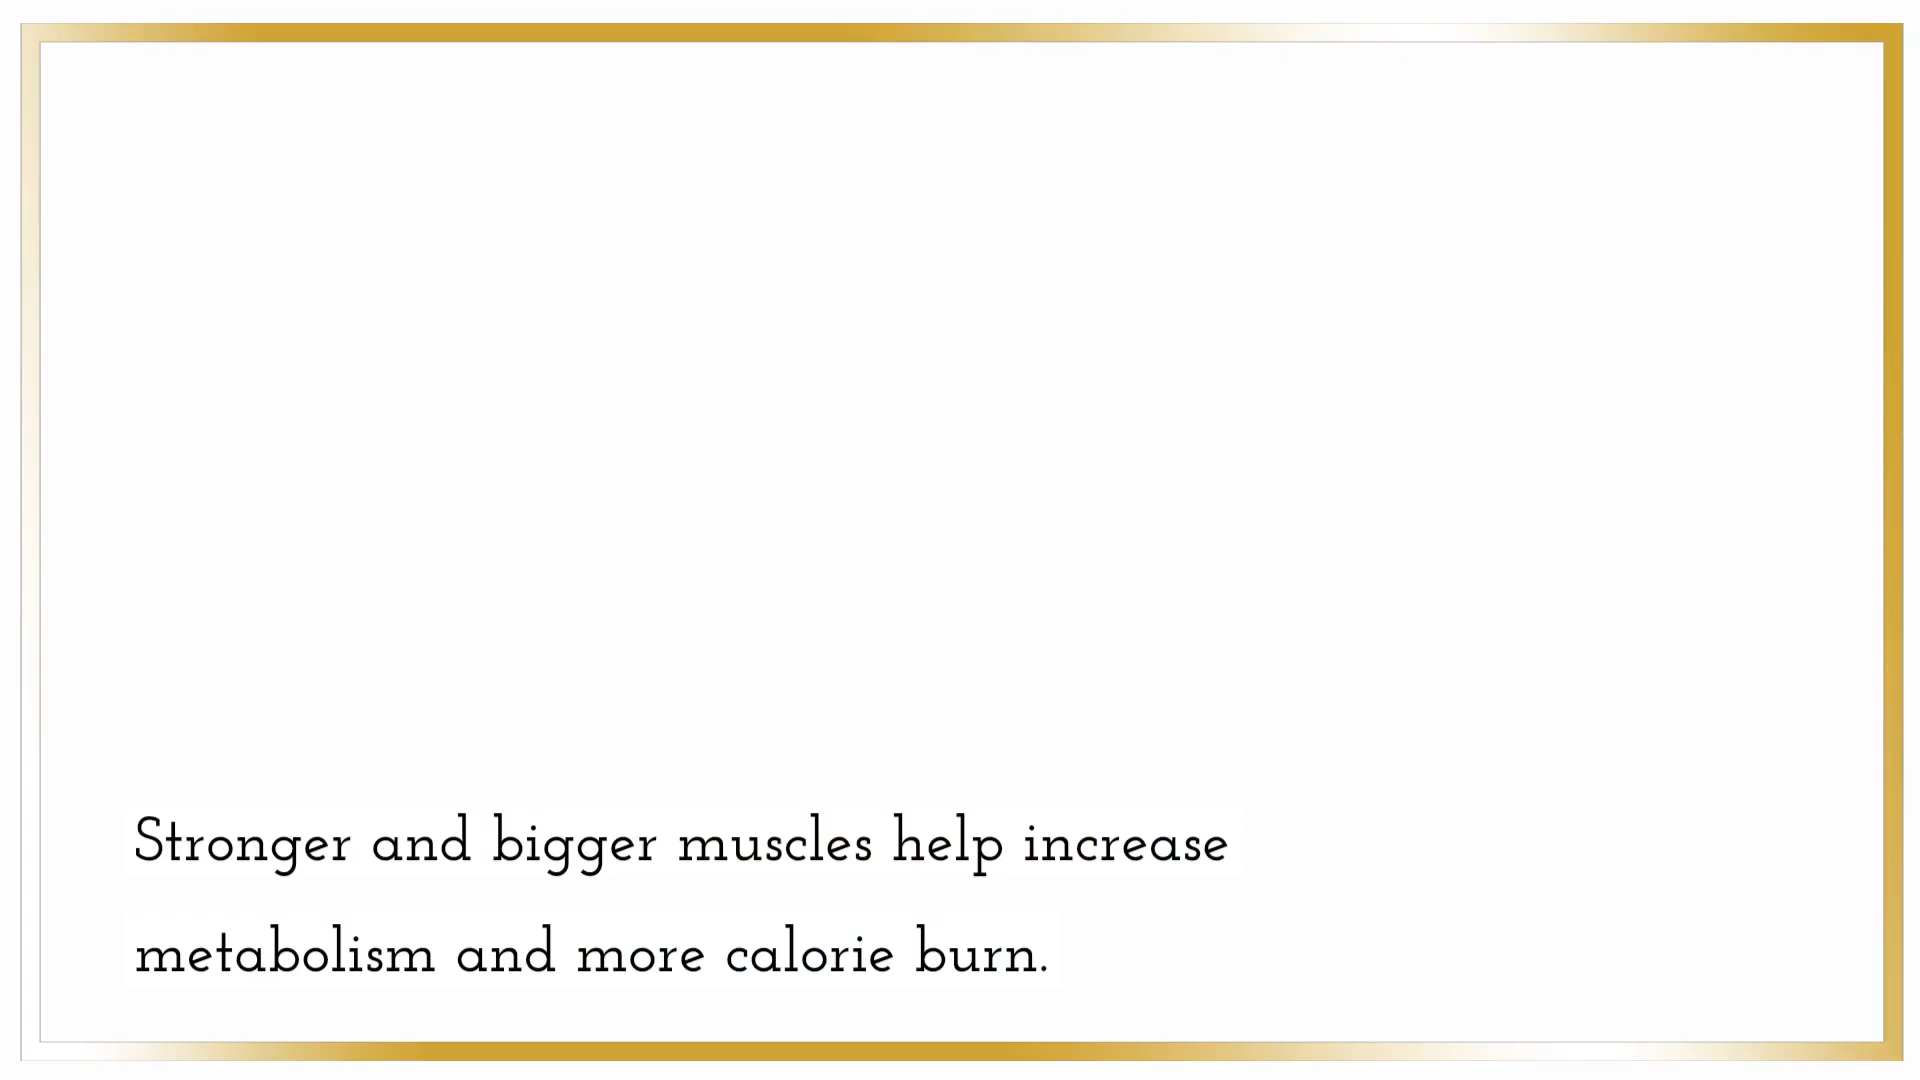 Stronger and bigger muscles help increase
metabolism and more calorie burn.